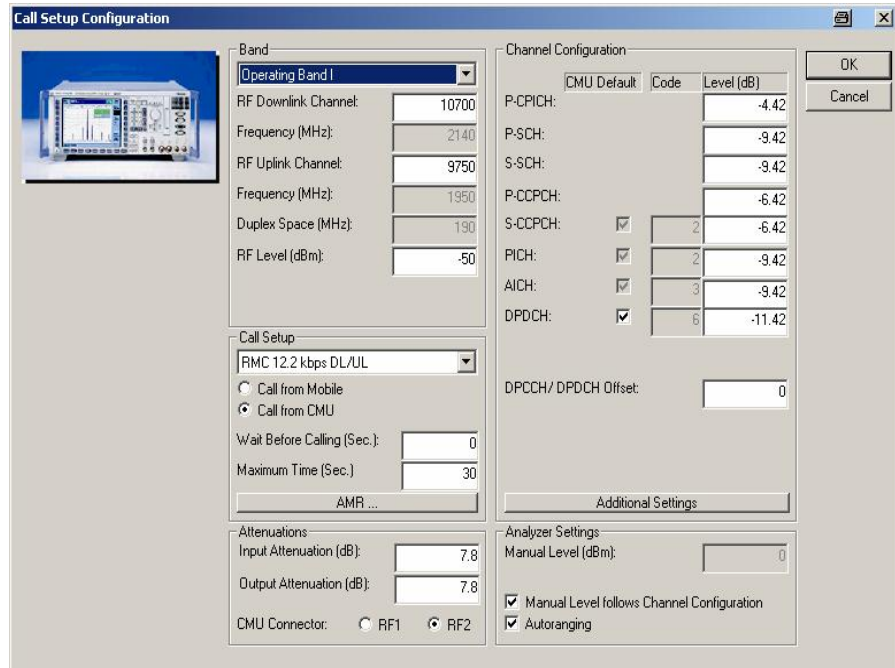 Call Setup Configuration
Band
Operating Band I
RF Downlink Channel: 10700
Frequency (MHz): 2140
RF Uplink Channel: 9750
Frequency (MHz): 1950
Duplex Space (MHz): 190
RF Level (dBm): -50
Call Setup
RMC 12.2 kbps DL/UL
Call from Mobile
Call from CMU
Wait Before Calling (Sec.): 0
Maximum Time (Sec.) 30
AMR ...
Attenuations
Input Attenuation (dB): 7.8
Output Attenuation (dB): 7.8
CMU Connector: RF1 RF2
Channel Configuration
CMU Default Code Level (dB)
P-CPICH: -4.42
P-SCH: -9.42
S-SCH: -9.42
P-CCPCH: -6.42
S-CCPCH: 2 -6.42
PICH: 2 -9.42
AICH: 3 -9.42
DPDCH: 6 -11.42
DPCCH/ DPDCH Offset: 0
Additional Settings
Analyzer Settings
Manual Level (dBm): 0
Manual Level follows Channel Configuration
Autoranging
OK
Cancel